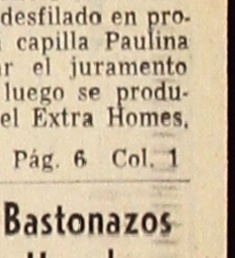 desfilado en pro-
capilla Paulina
el juramento
luego se produ-
el Extra Homes,
Pág. 6 Col. 1
Bastonazos